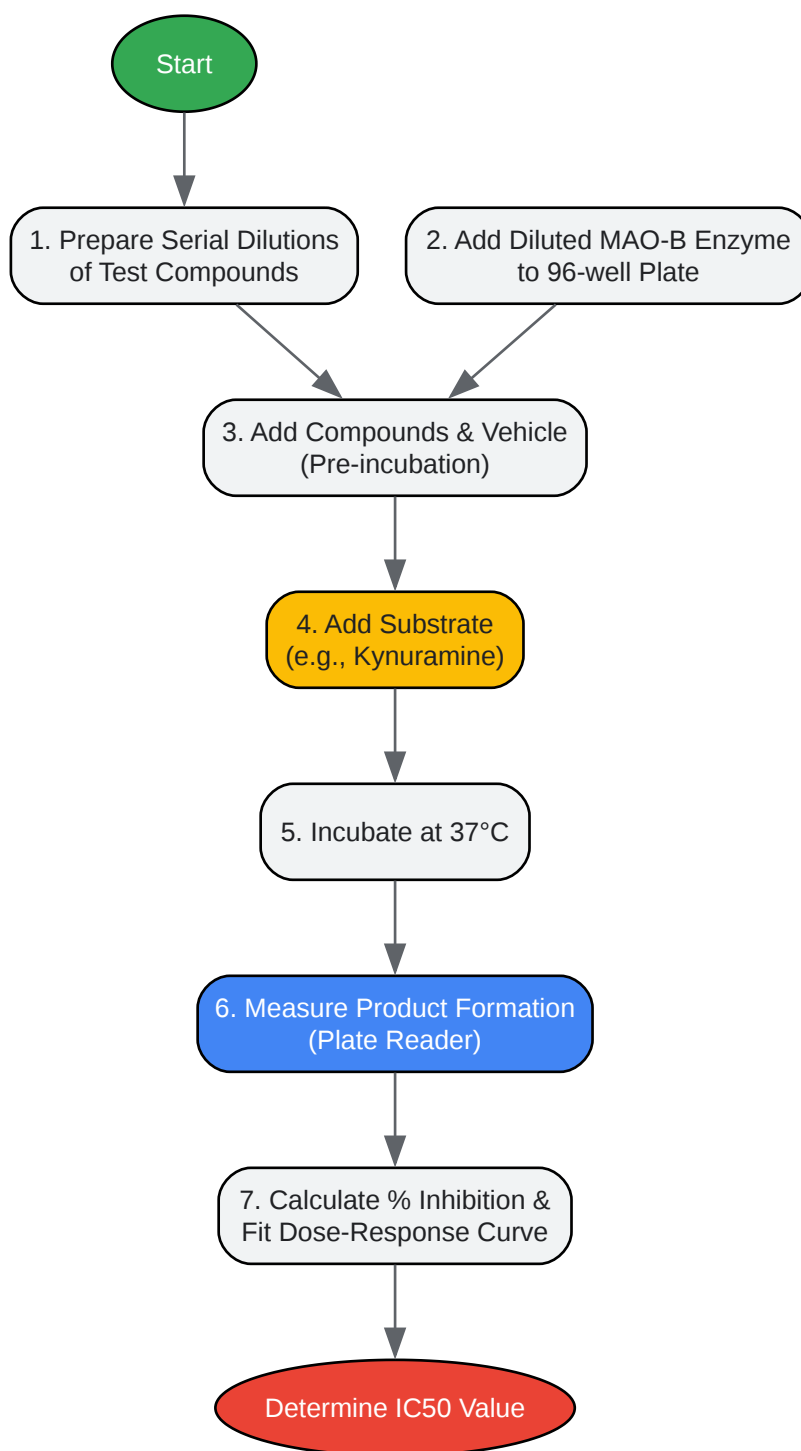 Start
1. Prepare Serial Dilutions
of Test Compounds
2. Add Diluted MAO-B Enzyme
to 96-well Plate
3. Add Compounds & Vehicle
(Pre-incubation)
4. Add Substrate
(e.g., Kynuramine)
5. Incubate at 37°C
6. Measure Product Formation
(Plate Reader)
7. Calculate % Inhibition &
Fit Dose-Response Curve
Determine IC50 Value